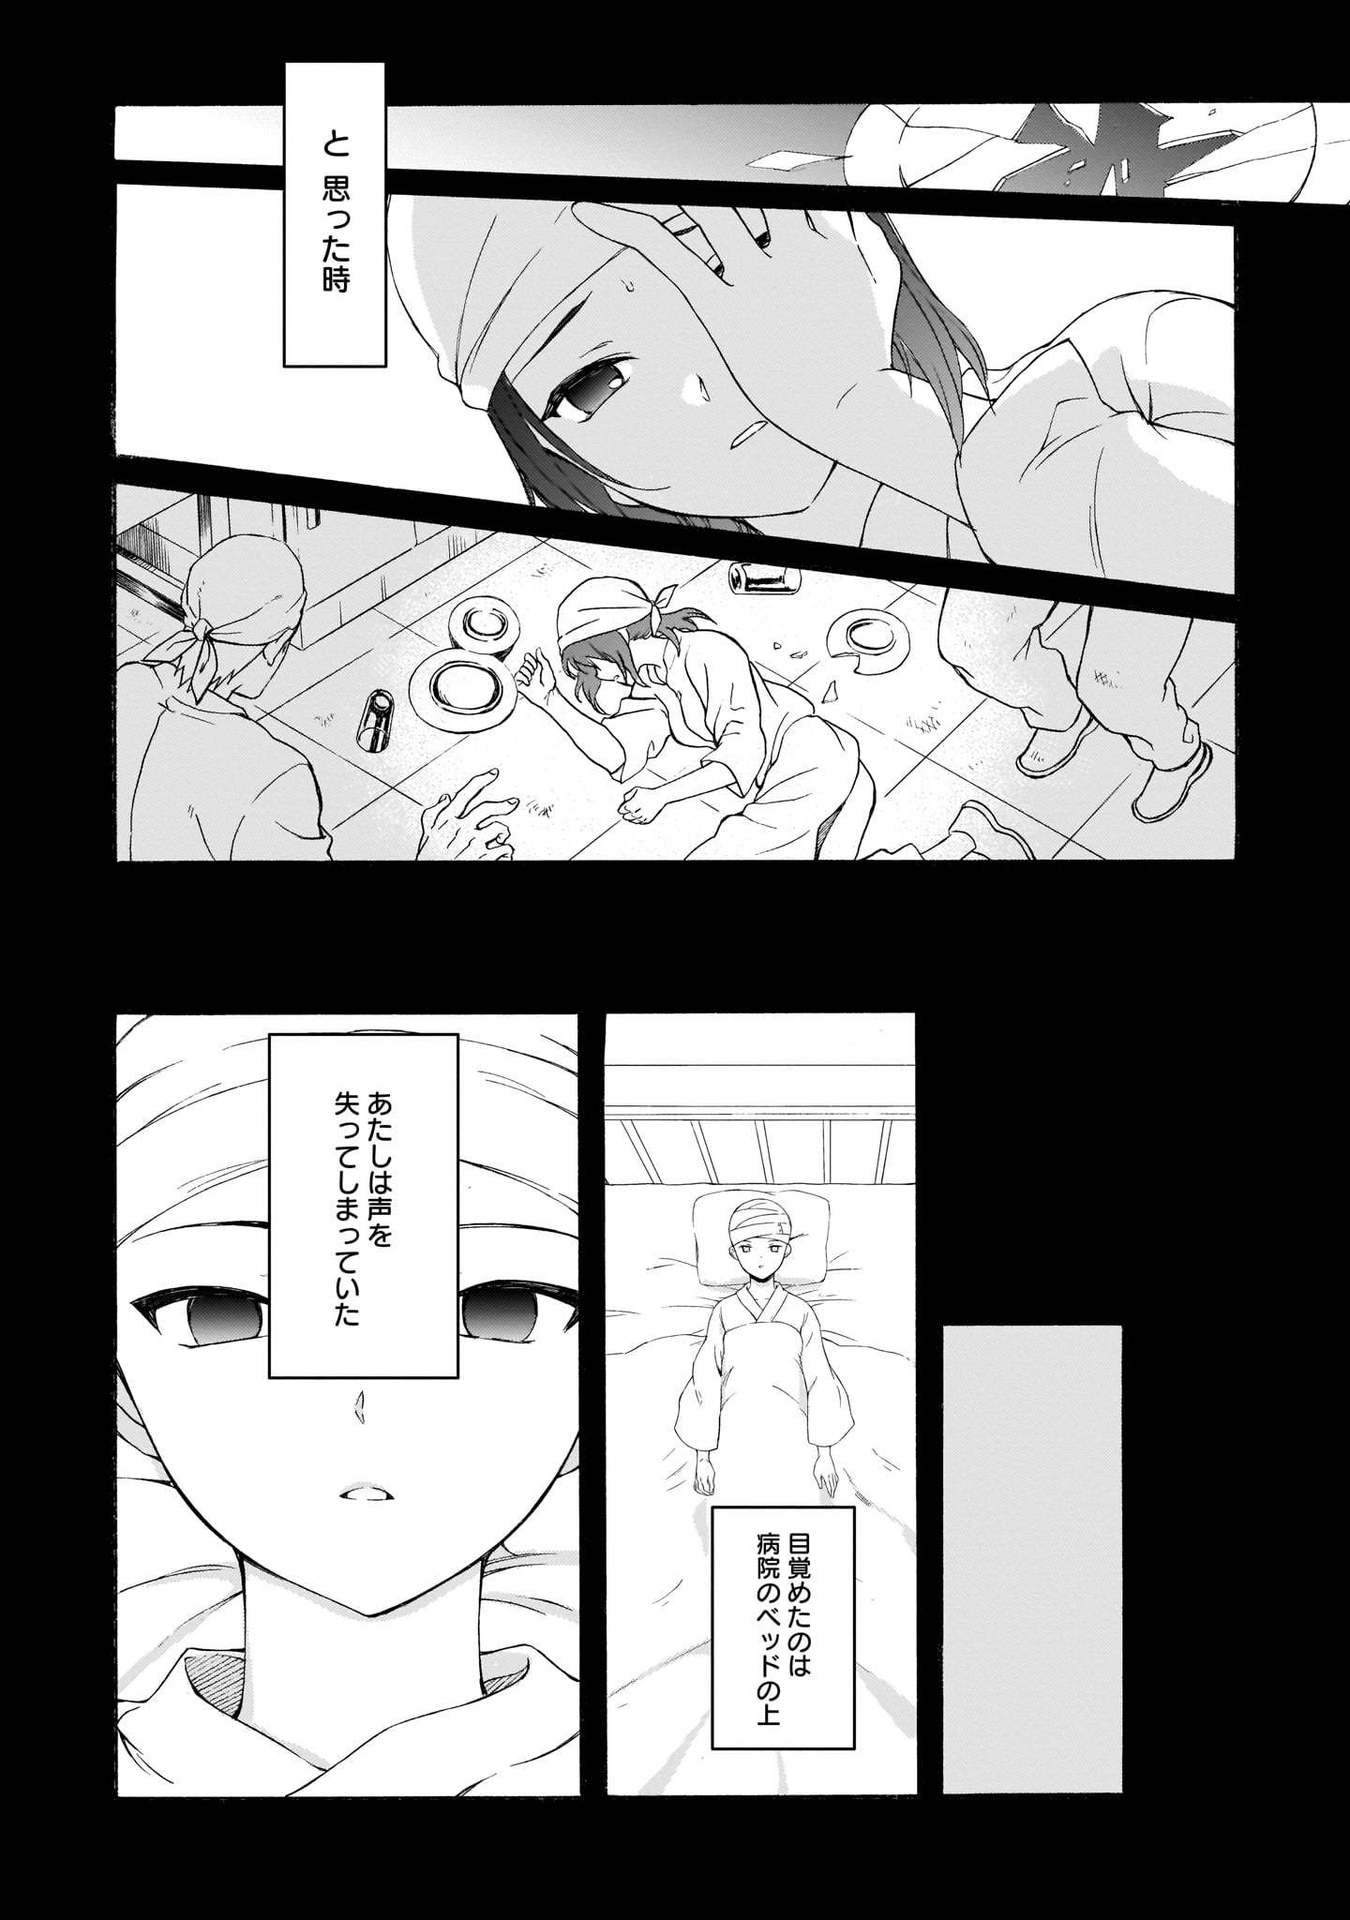 と 思った時
目覚めたのは
病院のベッドの上
あたしは声を
失ってしまっていた